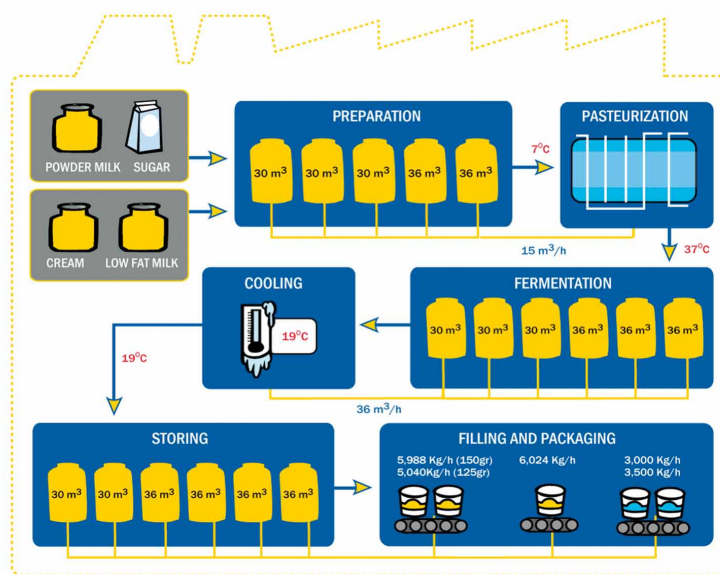 PREPARATION
30 m³ 30 m³ 30 m³ 36 m³ 36 m³
POWDER MILK SUGAR
CREAM LOW FAT MILK
7°C
PASTEURIZATION
15 m³/h
37°C
COOLING
19°C
FERMENTATION
30 m³ 30 m³ 30 m³ 36 m³ 36 m³ 36 m³
19°C
36 m³/h
STORING
30 m³ 30 m³ 36 m³ 36 m³ 36 m³ 36 m³
FILLING AND PACKAGING
5,988 Kg/h (150gr)
5,040Kg/h (125gr)
6,024 Kg/h
3,000 Kg/h
3,500 Kg/h